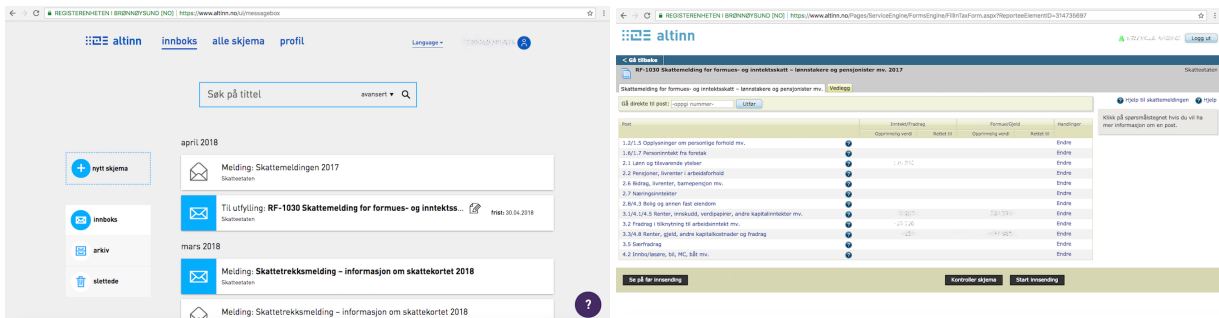 REGISTERENHETEN I BRØNNØYSUND [NO] | https://www.altinn.no/ui/messagebox
altinn innboks alle skjema profil Language
Søk på tittel avansert
april 2018
nytt skjema
Melding: Skattemeldingen 2017
Skatteetaten
Til utfylling: RF-1030 Skattemelding for formues- og inntektss... frist: 30.04.2018
Skatteetaten
innboks
arkiv
slettede
mars 2018
Melding: Skattetrekksmelding – informasjon om skattekortet 2018
Skatteetaten
Melding: Skattetrekksmelding – informasjon om skattekortet 2018
?
REGISTERENHETEN I BRØNNØYSUND [NO] | https://www.altinn.no/Pages/ServiceEngine/FormsEngine/FillInTaxForm.aspx?ReporteeElementID=314735697
altinn Logg ut
< Gå tilbake
RF-1030 Skattemelding for formues- og inntektsskatt – lønnstakere og pensjonister mv. 2017 Skatteetaten
Skattemelding for formues- og inntektsskatt – lønnstakere og pensjonister mv. Vedlegg
Gå direkte til post: -oppgi nummer- Utfør
Hjelp til skattemeldingen Hjelp
Klikk på spørsmålstegnet hvis du vil ha
mer informasjon om en post.
Post Inntekt/Fradrag Formue/Gjeld Handlinger
Opprinnelig verdi Rettet til Opprinnelig verdi Rettet til
1.2/1.5 Opplysninger om personlige forhold mv. Endre
1.6/1.7 Personinntekt fra foretak Endre
2.1 Lønn og tilsvarende ytelser Endre
2.2 Pensjoner, livrenter i arbeidsforhold Endre
2.6 Bidrag, livrenter, barnepensjon mv. Endre
2.7 Næringsinntekter Endre
2.8/4.3 Bolig og annen fast eiendom Endre
3.1/4.1/4.5 Renter, innskudd, verdipapirer, andre kapitalinntekter mv. Endre
3.2 Fradrag i tilknytning til arbeidsinntekt mv. Endre
3.3/4.8 Renter, gjeld, andre kapitalkostnader og fradrag Endre
3.5 Særfradrag Endre
4.2 Innbo/løsøre, bil, MC, båt mv. Endre
Se på før innsending Kontroller skjema Start innsending